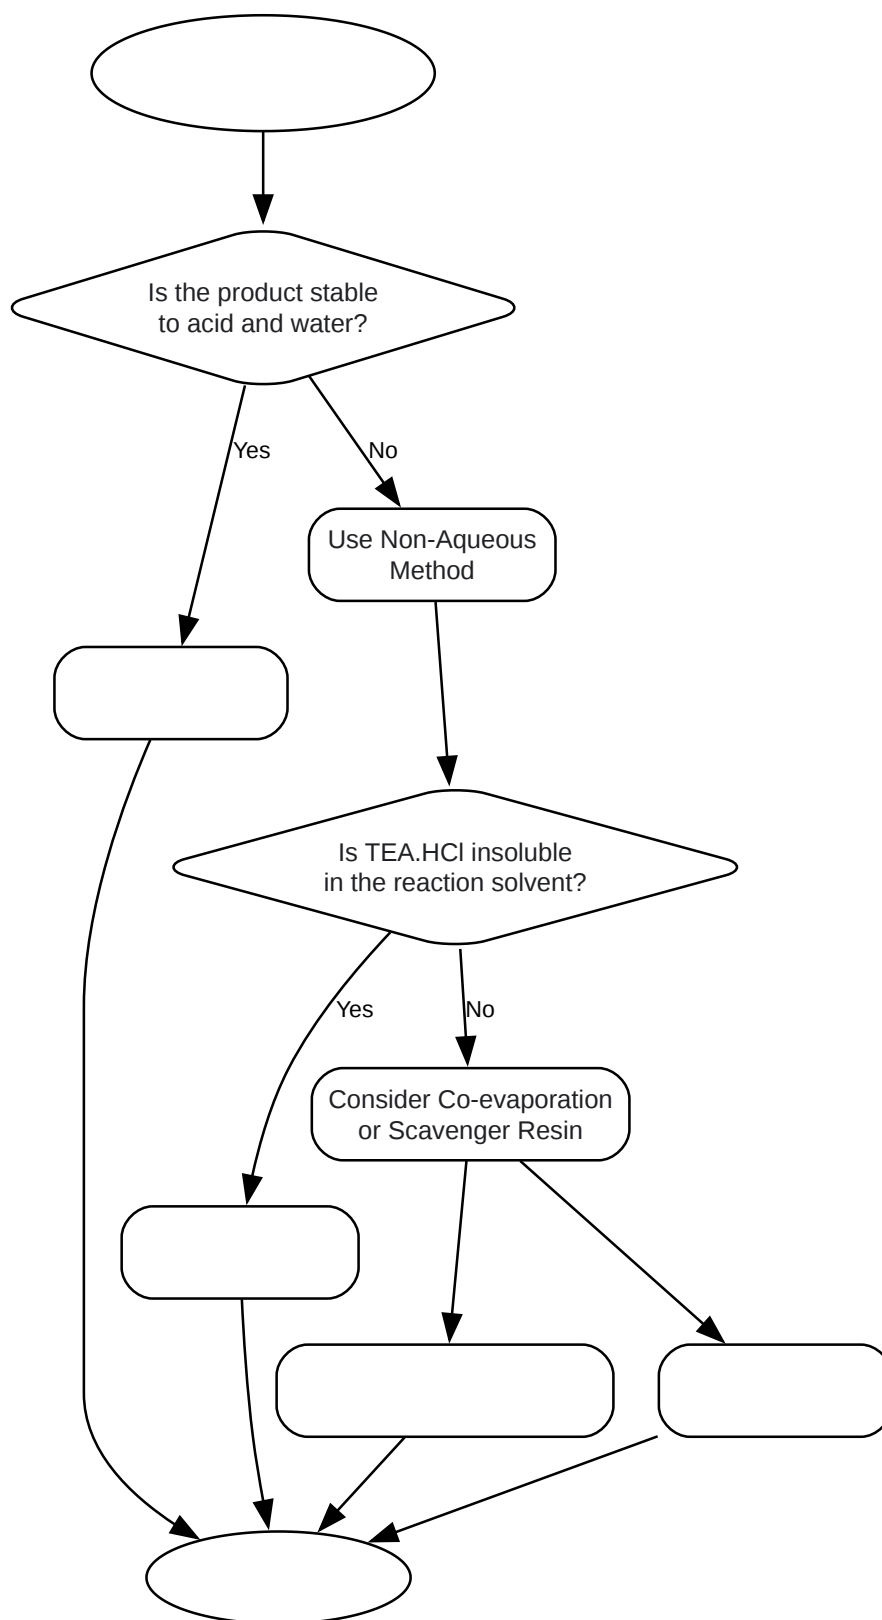 Is the product stable
to acid and water?
Yes
No
Use Non-Aqueous
Method
Is TEA.HCl insoluble
in the reaction solvent?
Yes
No
Consider Co-evaporation
or Scavenger Resin